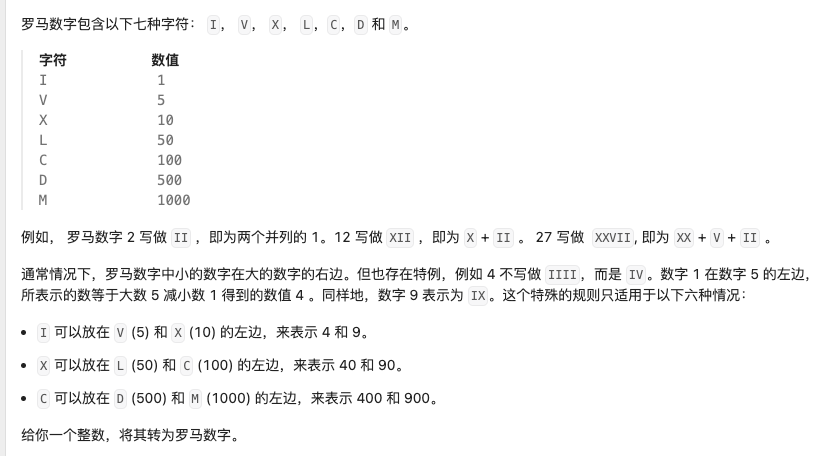 罗马数字包含以下七种字符： I， V， X， L，C，D 和 M。
字符 数值
I 1
V 5
X 10
L 50
C 100
D 500
M 1000
例如， 罗马数字 2 写做 II ，即为两个并列的 1。12 写做 XII ，即为 X + II 。 27 写做 XXVII, 即为 XX + V + II 。
通常情况下，罗马数字中小的数字在大的数字的右边。但也存在特例，例如 4 不写做 IIII，而是 IV。数字 1 在数字 5 的左边，
所表示的数等于大数 5 减小数 1 得到的数值 4 。同样地，数字 9 表示为 IX。这个特殊的规则只适用于以下六种情况：
• I 可以放在 V (5) 和 X (10) 的左边，来表示 4 和 9。
• X 可以放在 L (50) 和 C (100) 的左边，来表示 40 和 90。
• C 可以放在 D (500) 和 M (1000) 的左边，来表示 400 和 900。
给你一个整数，将其转为罗马数字。